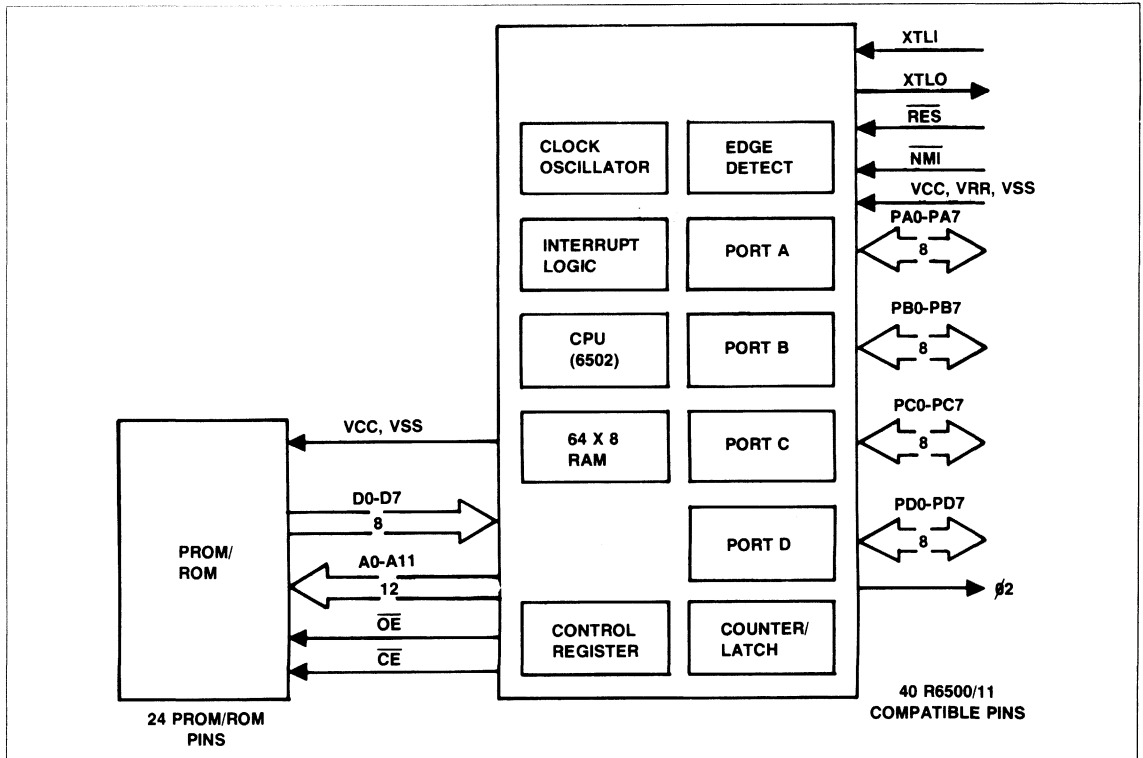 XTLI
XTLO
RES
NMI
VCC, VRR, VSS
CLOCK
OSCILLATOR
EDGE
DETECT
PA0-PA7
8
INTERRUPT
LOGIC
PORT A
PB0-PB7
8
CPU
(6502)
PORT B
PC0-PC7
8
VCC, VSS
64 X 8
RAM
PORT C
D0-D7
8
PD0-PD7
8
PROM/
ROM
PORT D
A0-A11
12
ø2
OE
CE
CONTROL
REGISTER
COUNTER/
LATCH
24 PROM/ROM
PINS
40 R6500/11
COMPATIBLE PINS